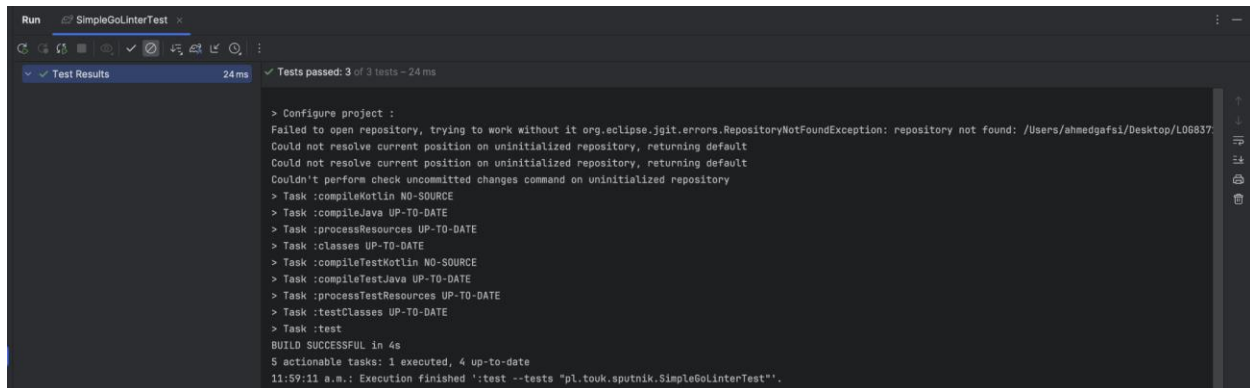 Run SimpleGoLinterTest
Test Results 24 ms
Tests passed: 3 of 3 tests – 24 ms
> Configure project :
Failed to open repository, trying to work without it org.eclipse.jgit.errors.RepositoryNotFoundException: repository not found: /Users/ahmedgafsi/Desktop/LOG837
Could not resolve current position on uninitialized repository, returning default
Could not resolve current position on uninitialized repository, returning default
Couldn't perform check uncommitted changes command on uninitialized repository
> Task :compileKotlin NO-SOURCE
> Task :compileJava UP-TO-DATE
> Task :processResources UP-TO-DATE
> Task :classes UP-TO-DATE
> Task :compileTestKotlin NO-SOURCE
> Task :compileTestJava UP-TO-DATE
> Task :processTestResources UP-TO-DATE
> Task :testClasses UP-TO-DATE
> Task :test
BUILD SUCCESSFUL in 4s
5 actionable tasks: 1 executed, 4 up-to-date
11:59:11 a.m.: Execution finished ':test --tests "pl.touk.sputnik.SimpleGoLinterTest"'.